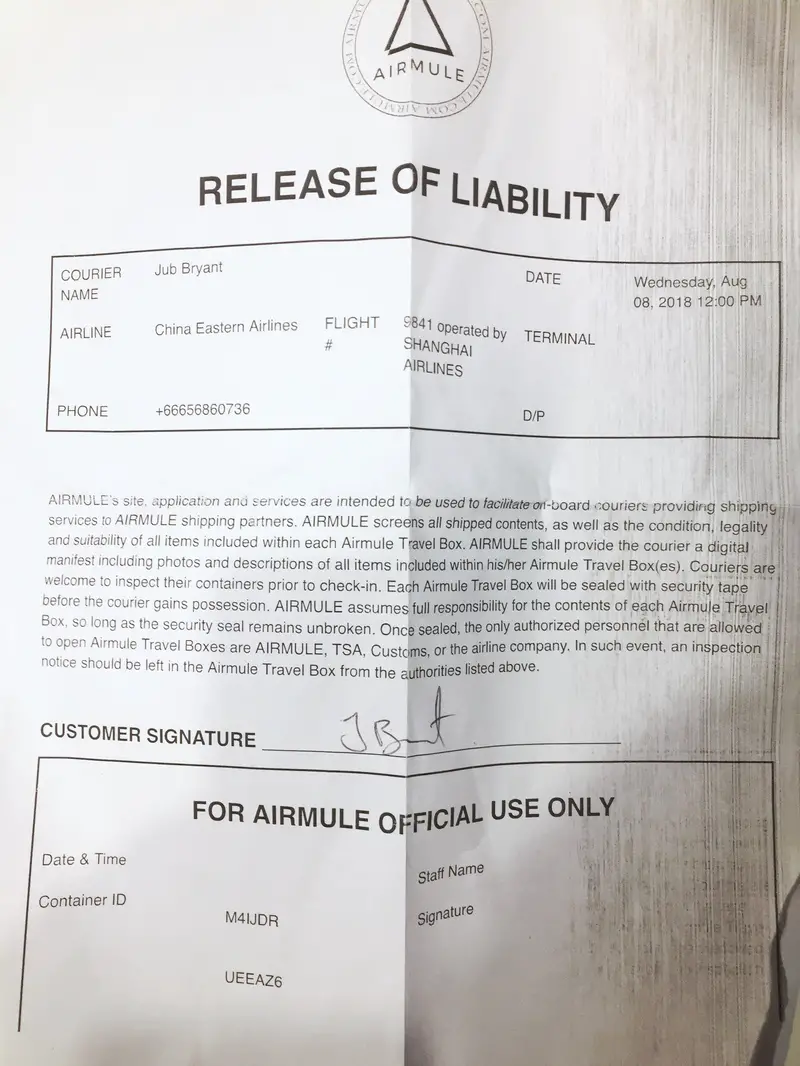 AIRMULE
AIRMULE.COM AIRMULE.COM AIRMULE.COM
RELEASE OF LIABILITY
COURIER NAME Jub Bryant DATE Wednesday, Aug 08, 2018 12:00 PM
AIRLINE China Eastern Airlines FLIGHT # 9841 operated by SHANGHAI AIRLINES TERMINAL
PHONE +66656860736 D/P
AIRMULE's site, application and services are intended to be used to facilitate on-board couriers providing shipping
services to AIRMULE shipping partners. AIRMULE screens all shipped contents, as well as the condition, legality
and suitability of all items included within each Airmule Travel Box. AIRMULE shall provide the courier a digital
manifest including photos and descriptions of all items included within his/her Airmule Travel Box(es). Couriers are
welcome to inspect their containers prior to check-in. Each Airmule Travel Box will be sealed with security tape
before the courier gains possession. AIRMULE assumes full responsibility for the contents of each Airmule Travel
Box, so long as the security seal remains unbroken. Once sealed, the only authorized personnel that are allowed
to open Airmule Travel Boxes are AIRMULE, TSA, Customs, or the airline company. In such event, an inspection
notice should be left in the Airmule Travel Box from the authorities listed above.
CUSTOMER SIGNATURE
FOR AIRMULE OFFICIAL USE ONLY
Date & Time Staff Name
Container ID M4IJDR Signature
UEEAZ6